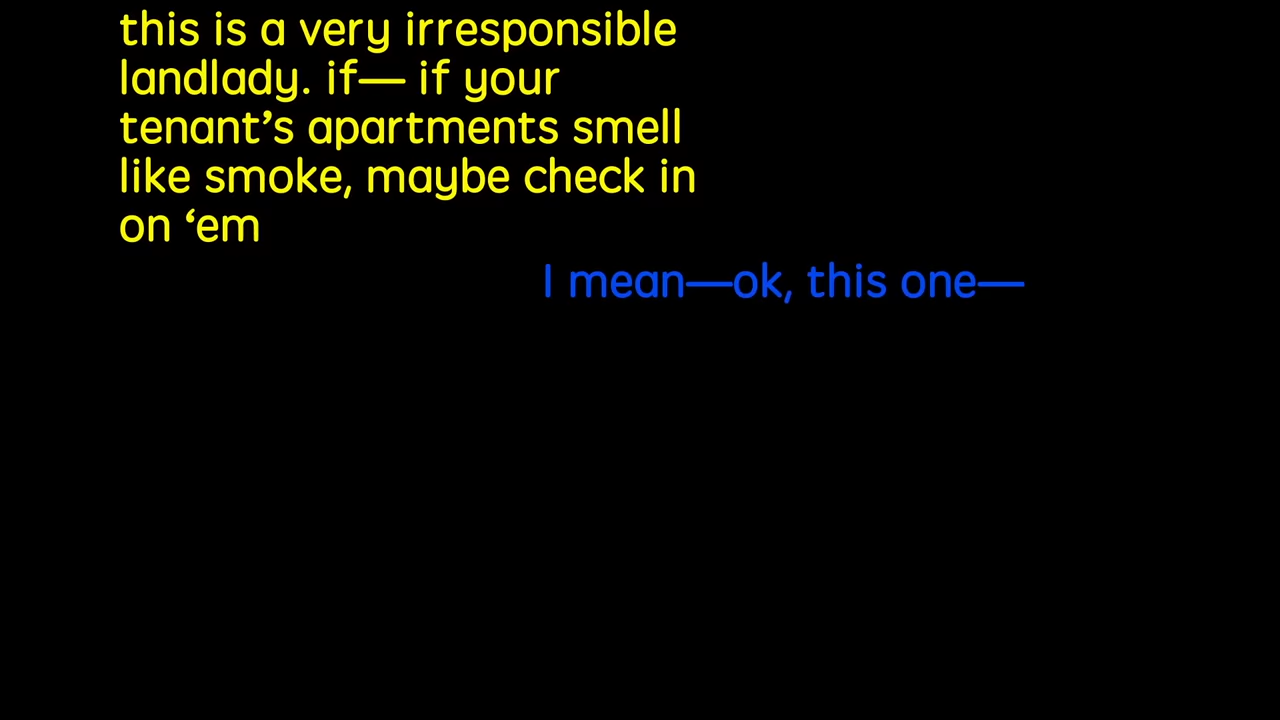 this is a very irresponsible
landlady. if— if your
tenant’s apartments smell
like smoke, maybe check in
on ‘em
I mean—ok, this one—